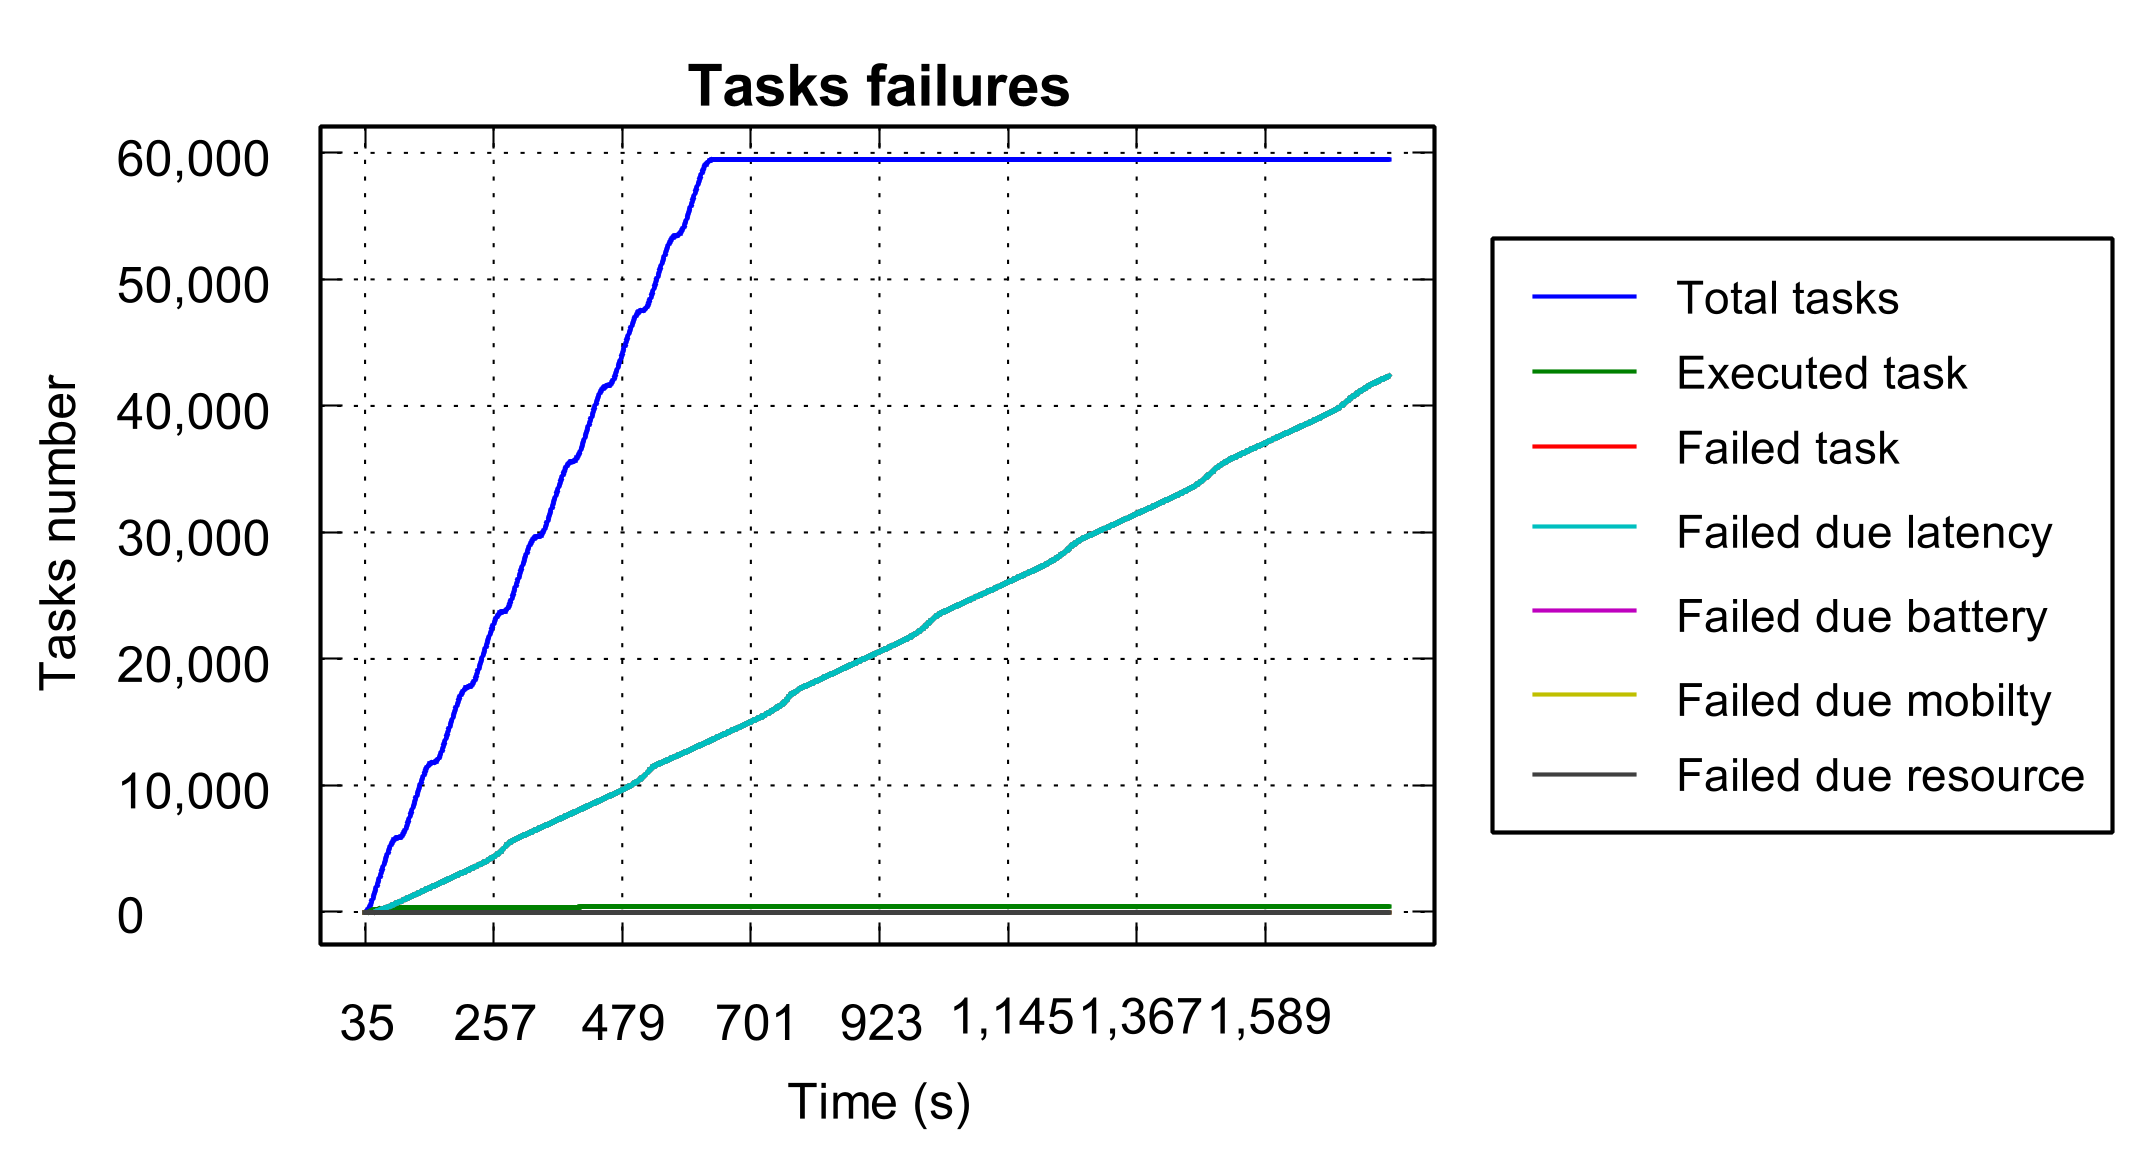 Tasks failures
60,000
50,000
40,000
30,000
20,000
10,000
0
Tasks number
35 257 479 701 923 1,145 1,367 1,589
Time (s)
Total tasks
Executed task
Failed task
Failed due latency
Failed due battery
Failed due mobilty
Failed due resource